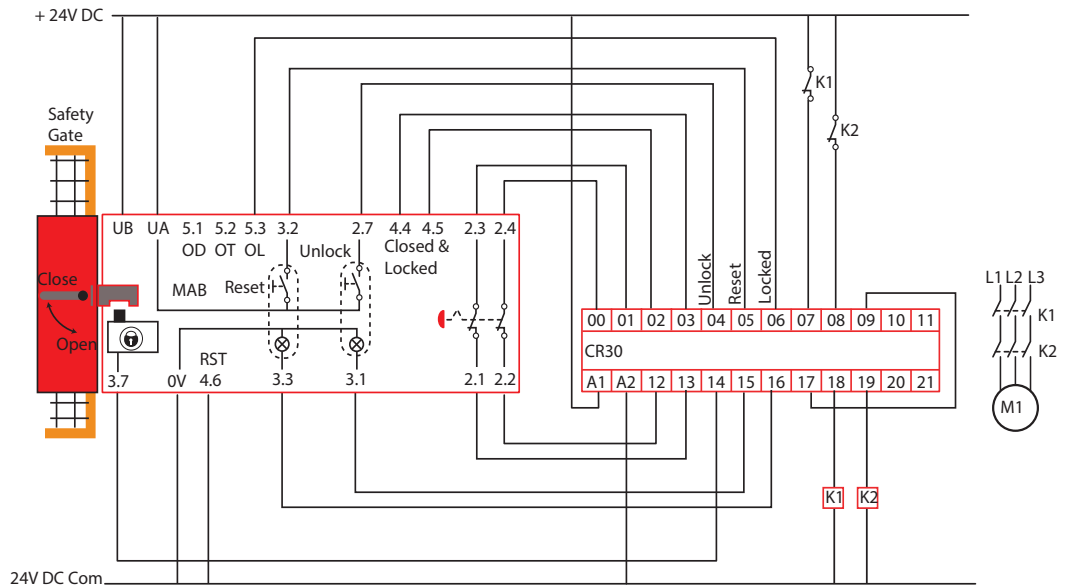 + 24V DC
K1
K2
Safety
Gate
UB UA 5.1 5.2 5.3 3.2 2.7 4.4 4.5 2.3 2.4
OD OT OL Unlock Closed &
Locked
MAB Reset
Close
Open
RST
3.7 0V 4.6 3.3 3.1 2.1 2.2
Unlock
Reset
Locked
00 01 02 03 04 05 06 07 08 09 10 11
CR30
A1 A2 12 13 14 15 16 17 18 19 20 21
L1 L2 L3
K1
K2
M1
K1 K2
24V DC Com